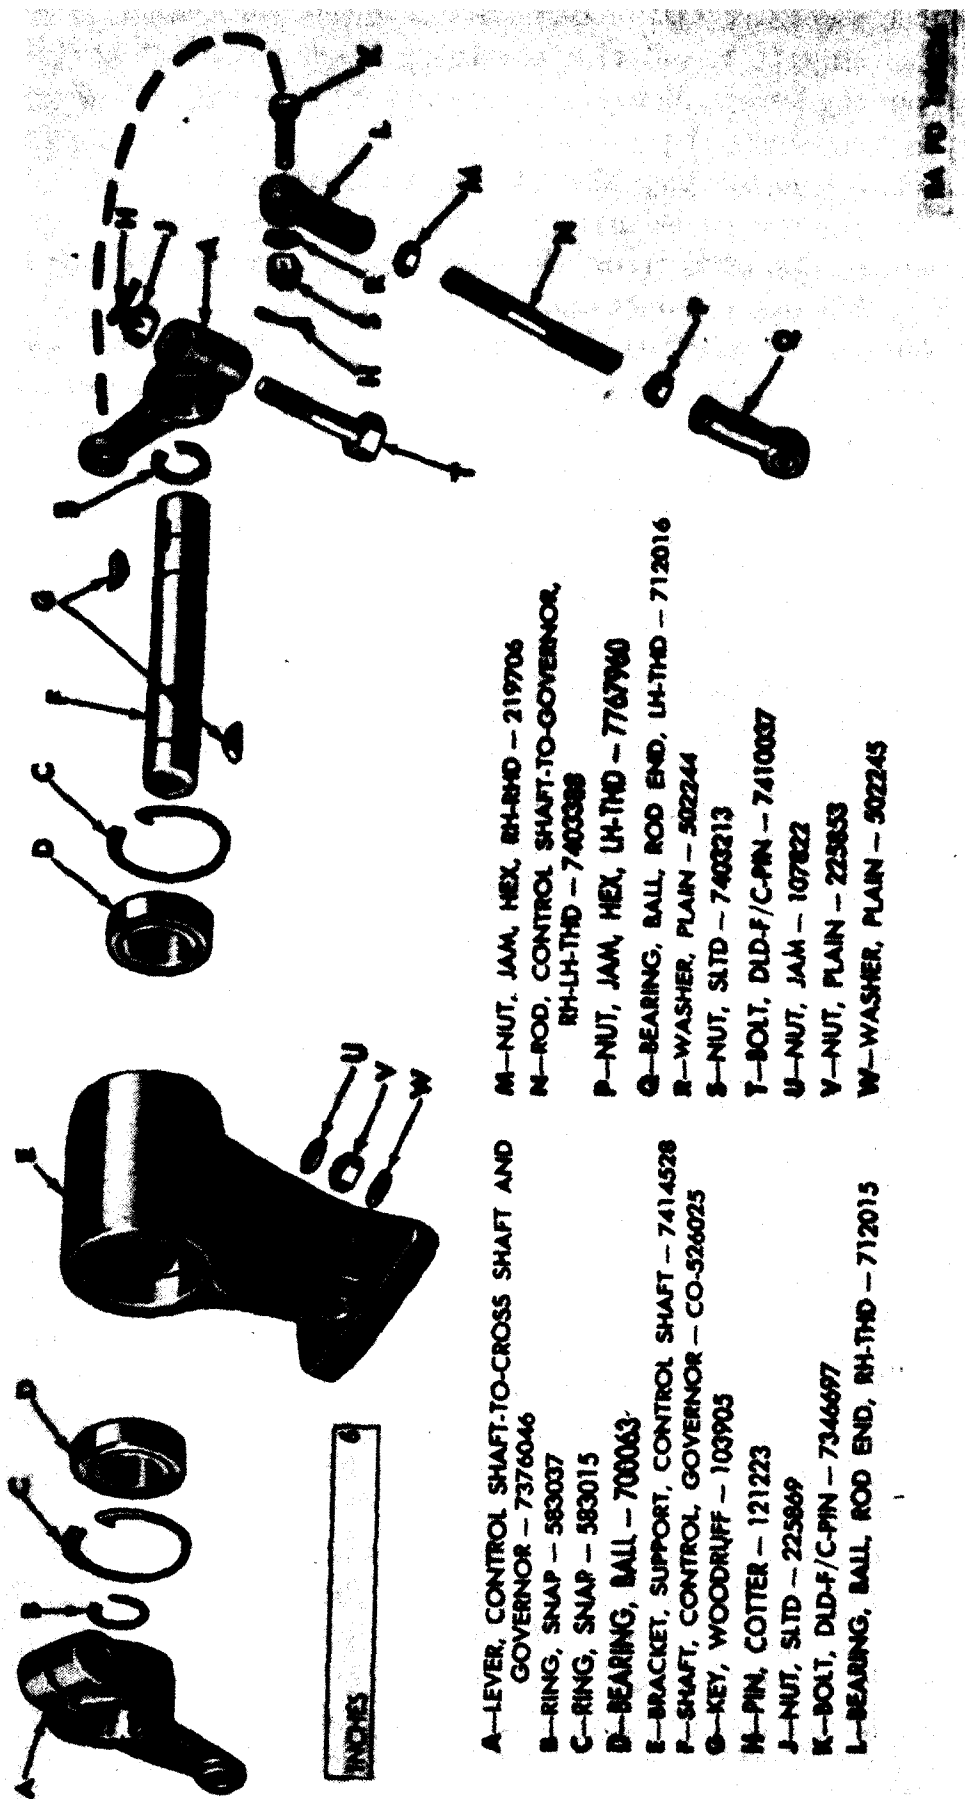 A
B
C
D
E
D
C
F
G
B
H
J
A
K
L
M
R
S
H
N
P
Q
T
U
V
W
INCHES 6
A—LEVER, CONTROL SHAFT-TO-CROSS SHAFT AND
GOVERNOR — 7376046
B—RING, SNAP — 583037
C—RING, SNAP — 583015
D—BEARING, BALL — 700063
E—BRACKET, SUPPORT, CONTROL SHAFT — 7414528
F—SHAFT, CONTROL, GOVERNOR — CO-526025
G—KEY, WOODRUFF — 103905
H—PIN, COTTER — 121223
J—NUT, SLTD — 225869
K—BOLT, DLD-F/C-PIN — 7346697
L—BEARING, BALL, ROD END, RH-THD — 712015
M—NUT, JAM, HEX, RH-RHD — 219706
N—ROD, CONTROL SHAFT-TO-GOVERNOR,
RH-LH-THD — 7403388
P—NUT, JAM, HEX, LH-THD — 7767960
Q—BEARING, BALL, ROD END, LH-THD — 712016
R—WASHER, PLAIN — 502244
S—NUT, SLTD — 7403213
T—BOLT, DLD-F/C-PIN — 7410037
U—NUT, JAM — 107822
V—NUT, PLAIN — 225853
W—WASHER, PLAIN — 502245
RA PD